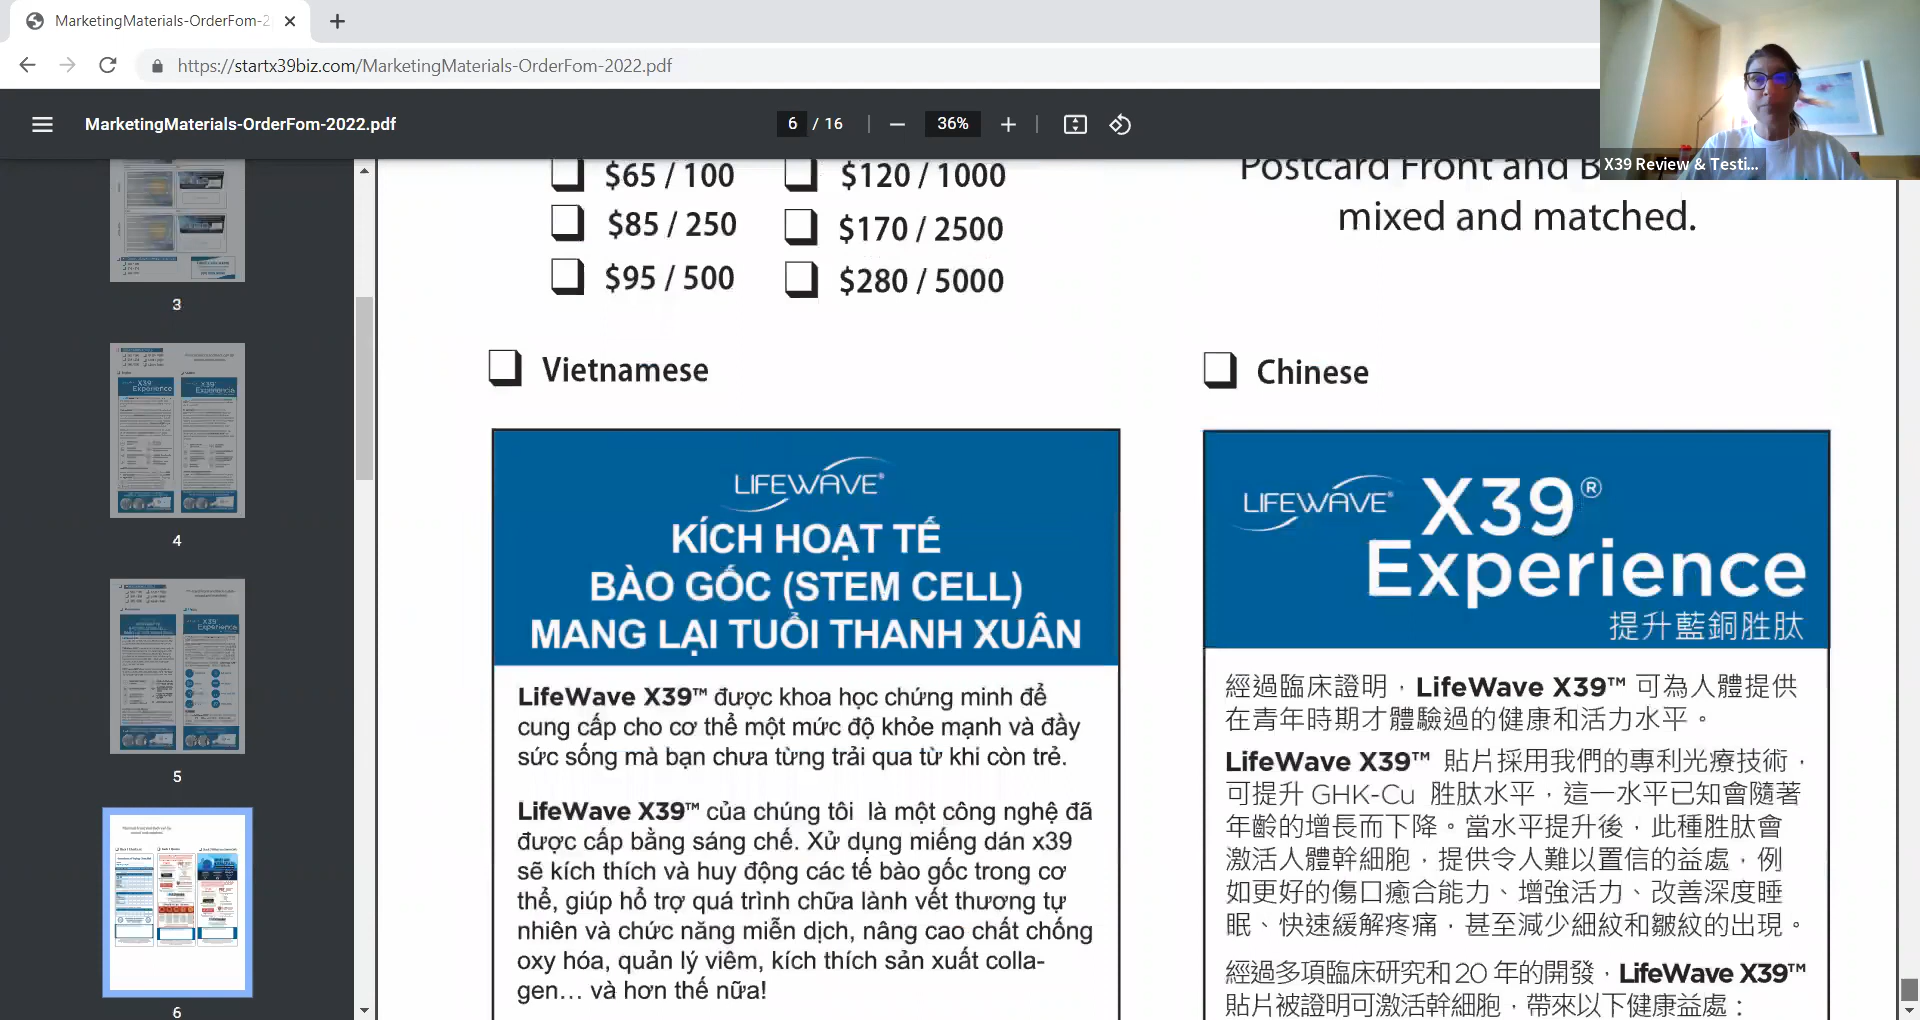 MarketingMaterials-OrderFom-2
https://startx39biz.com/MarketingMaterials-OrderFom-2022.pdf
MarketingMaterials-OrderFom-2022.pdf
6 / 16
36%
X39 Review & Testi...
3
4
5
6
$65 / 100
$120 / 1000
$85 / 250
$170 / 2500
$95 / 500
$280 / 5000
Postcard Front and B
mixed and matched.
Vietnamese
LIFEWAVE®
KÍCH HOẠT TẾ
BÀO GỐC (STEM CELL)
MANG LẠI TUỔI THANH XUÂN
LifeWave X39™ được khoa học chứng minh để
cung cấp cho cơ thể một mức độ khỏe mạnh và đầy
sức sống mà bạn chưa từng trải qua từ khi còn trẻ.
LifeWave X39™ của chúng tôi là một công nghệ đã
được cấp bằng sáng chế. Xử dụng miếng dán x39
sẽ kích thích và huy động các tế bào gốc trong cơ
thể, giúp hổ trợ quá trình chữa lành vết thương tự
nhiên và chức năng miễn dịch, nâng cao chất chống
oxy hóa, quản lý viêm, kích thích sản xuất colla-
gen... và hơn thế nữa!
Chinese
LIFEWAVE® X39®
Experience
提升藍銅胜肽
經過臨床證明，LifeWave X39™ 可為人體提供
在青年時期才體驗過的健康和活力水平。
LifeWave X39™ 貼片採用我們的專利光療技術，
可提升 GHK-Cu 胜肽水平，這一水平已知會隨著
年齡的增長而下降。當水平提升後，此種胜肽會
激活人體幹細胞，提供令人難以置信的益處，例
如更好的傷口癒合能力、增強活力、改善深度睡
眠、快速緩解疼痛，甚至減少細紋和皺紋的出現。
經過多項臨床研究和 20 年的開發，LifeWave X39™
貼片被證明可激活幹細胞，帶來以下健康益處：